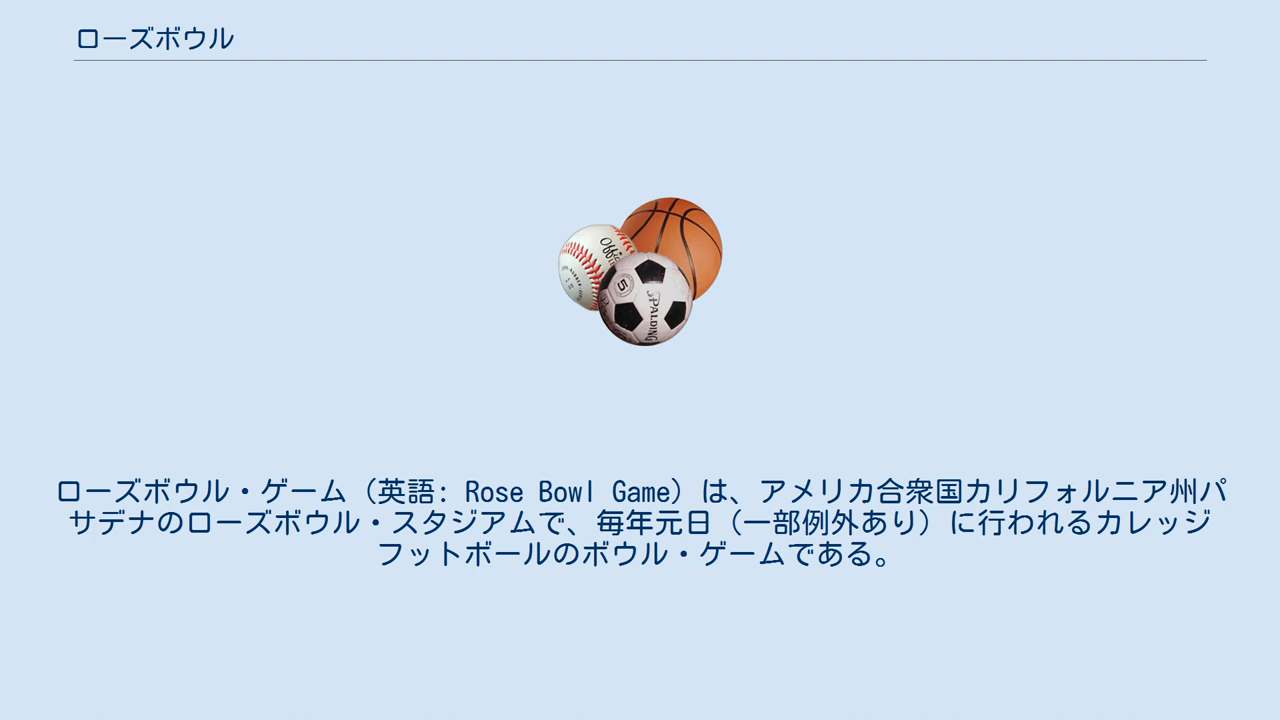 ローズボウル
Offic
5
SPALDING
ローズボウル・ゲーム（英語: Rose Bowl Game）は、アメリカ合衆国カリフォルニア州パ
サデナのローズボウル・スタジアムで、毎年元日（一部例外あり）に行われるカレッジ
フットボールのボウル・ゲームである。